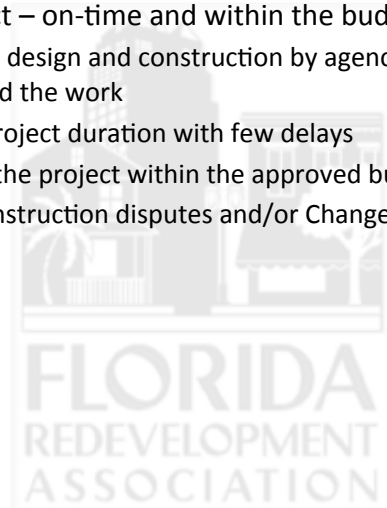 ct – on-time and within the bud
design and construction by agenc
d the work
roject duration with few delays
the project within the approved bu
nstruction disputes and/or Change
FLORIDA
REDEVELOPMENT
ASSOCIATION